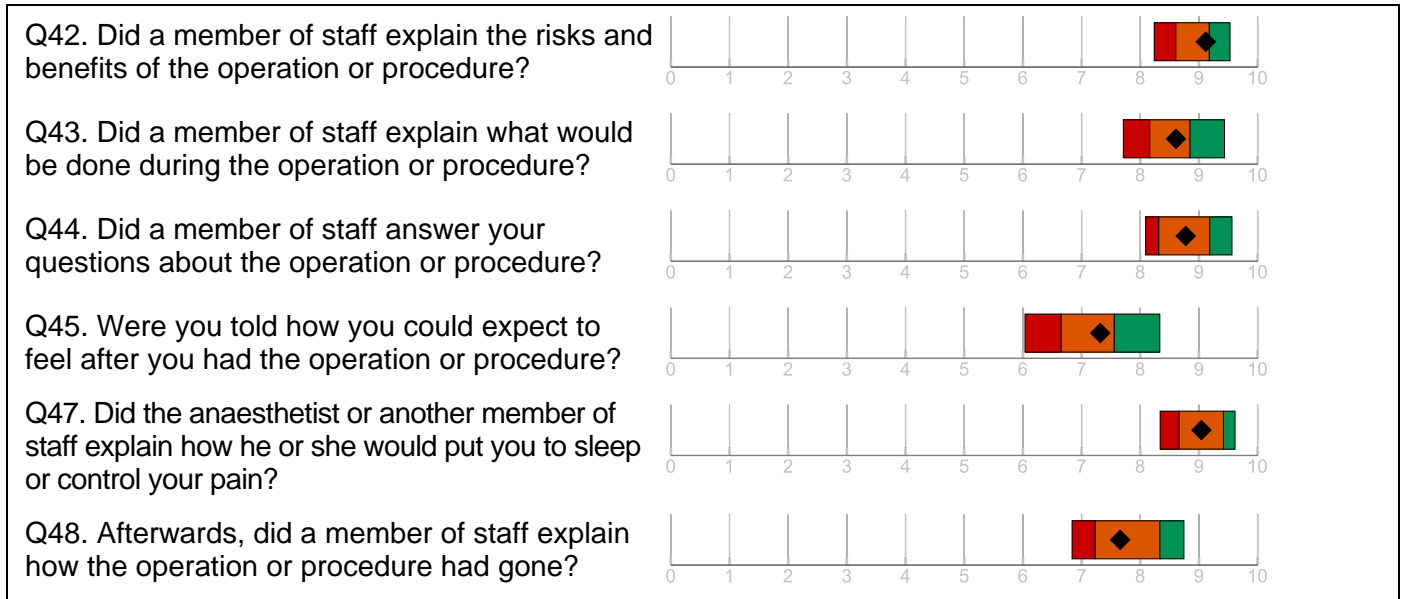 Q42. Did a member of staff explain the risks and
benefits of the operation or procedure?
0 1 2 3 4 5 6 7 8 9 10
Q43. Did a member of staff explain what would
be done during the operation or procedure?
0 1 2 3 4 5 6 7 8 9 10
Q44. Did a member of staff answer your
questions about the operation or procedure?
0 1 2 3 4 5 6 7 8 9 10
Q45. Were you told how you could expect to
feel after you had the operation or procedure?
0 1 2 3 4 5 6 7 8 9 10
Q47. Did the anaesthetist or another member of
staff explain how he or she would put you to sleep
or control your pain?
0 1 2 3 4 5 6 7 8 9 10
Q48. Afterwards, did a member of staff explain
how the operation or procedure had gone?
0 1 2 3 4 5 6 7 8 9 10